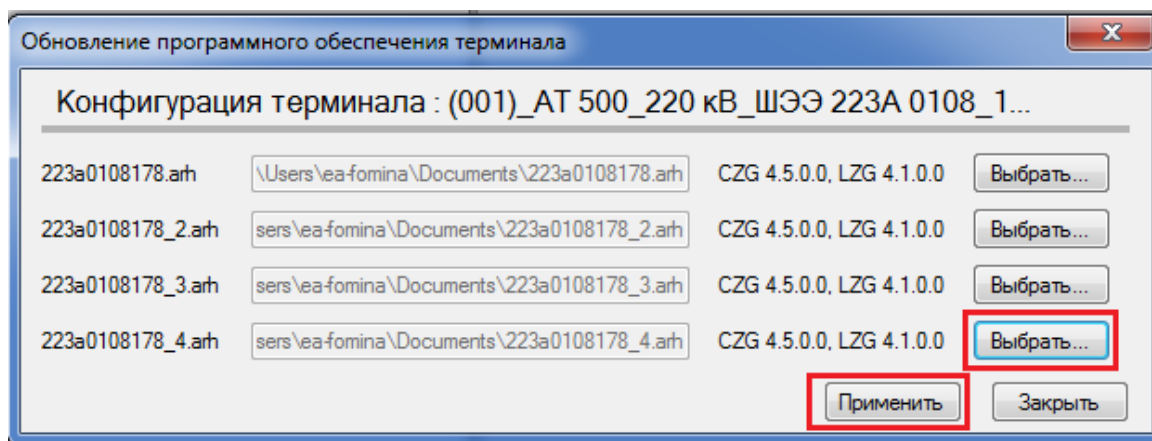 Обновление программного обеспечения терминала
Конфигурация терминала : (001)_АТ 500_220 кВ_ШЭЭ 223А 0108_1...
223a0108178.arh \Users\ea-fomina\Documents\223a0108178.arh CZG 4.5.0.0, LZG 4.1.0.0 Выбрать...
223a0108178_2.arh sers\ea-fomina\Documents\223a0108178_2.arh CZG 4.5.0.0, LZG 4.1.0.0 Выбрать...
223a0108178_3.arh sers\ea-fomina\Documents\223a0108178_3.arh CZG 4.5.0.0, LZG 4.1.0.0 Выбрать...
223a0108178_4.arh sers\ea-fomina\Documents\223a0108178_4.arh CZG 4.5.0.0, LZG 4.1.0.0 Выбрать...
Применить Закрыть